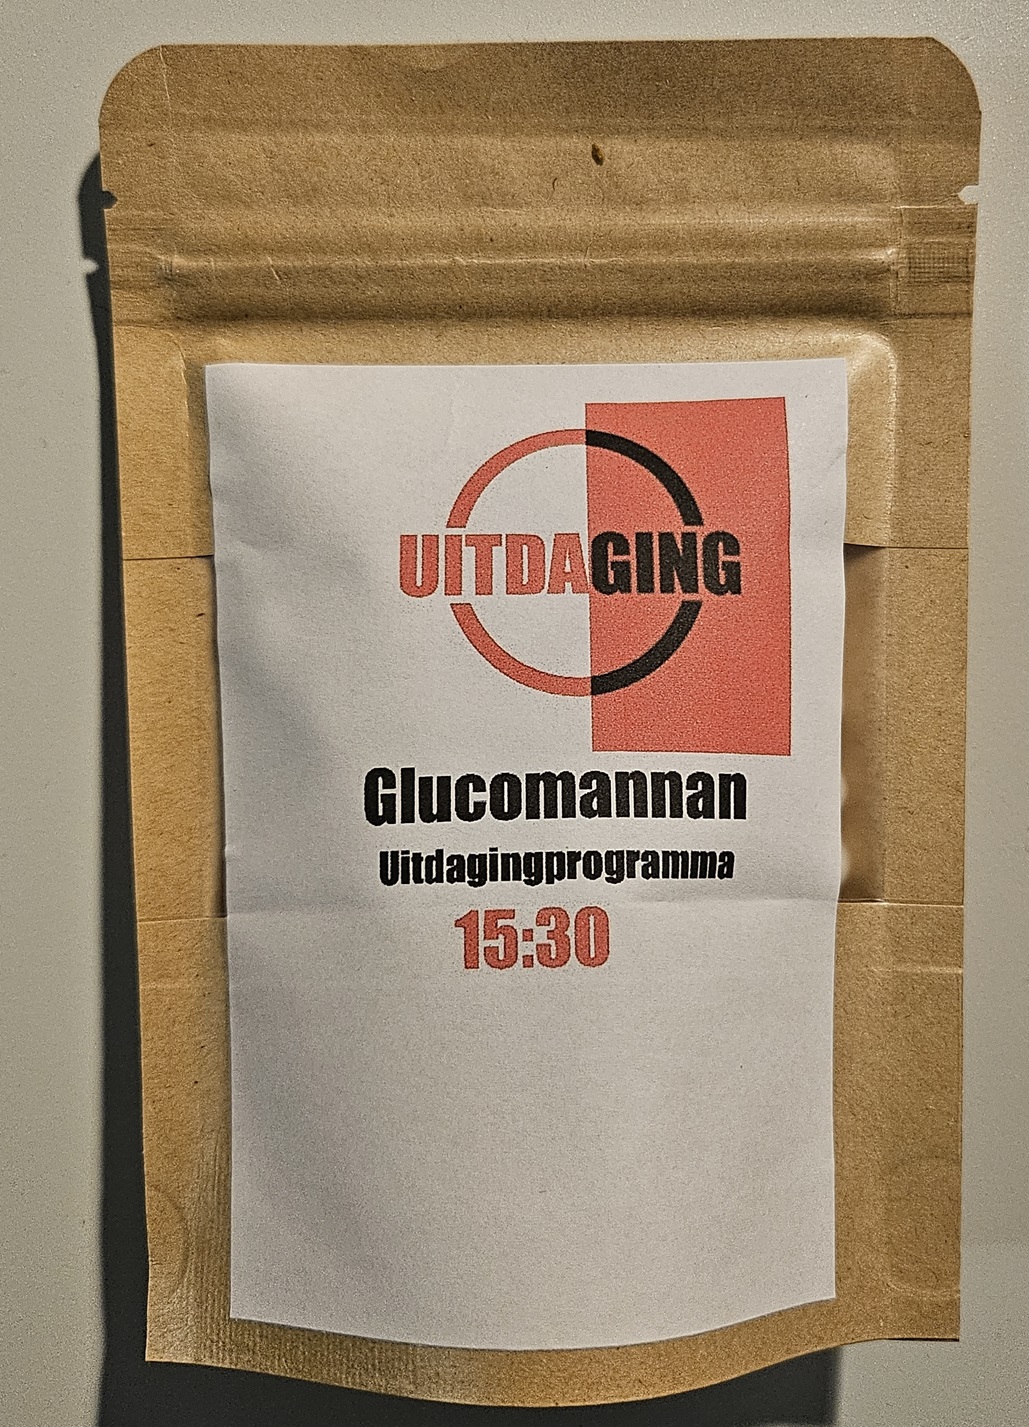 UITDAGING
Glucomannan
Uitdagingprogramma
15:30